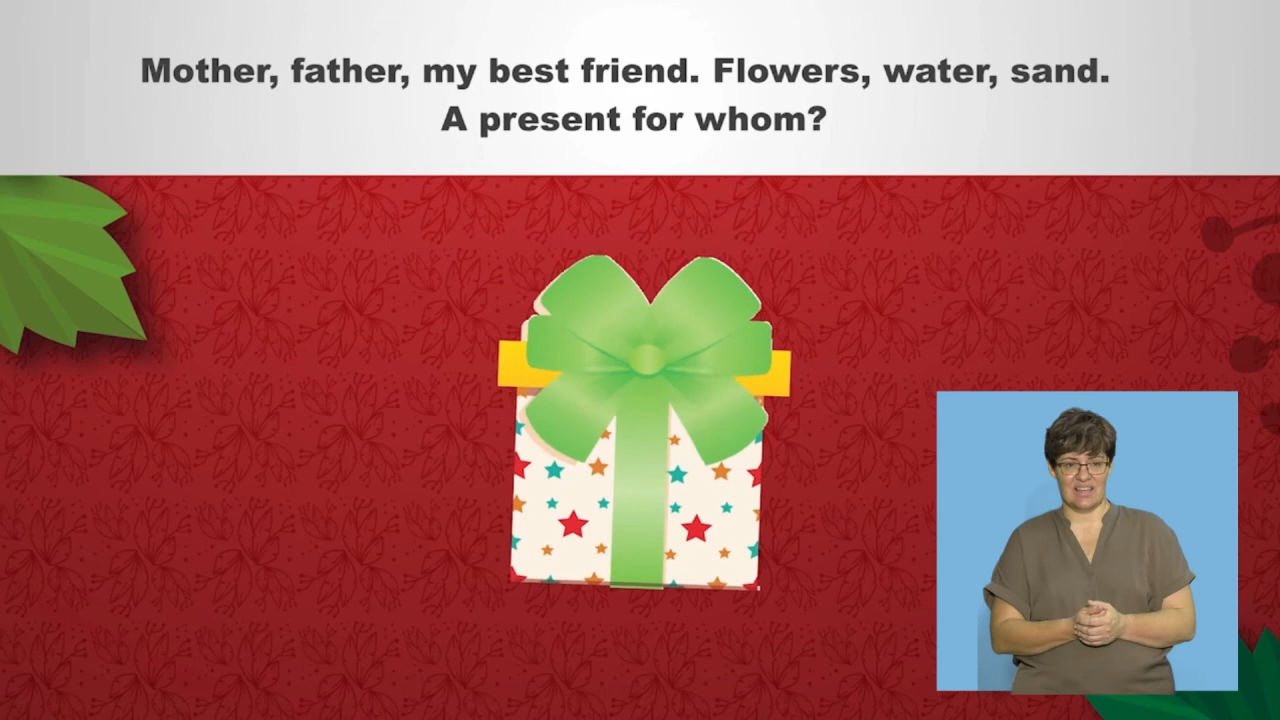 Mother, father, my best friend. Flowers, water, sand.
A present for whom?